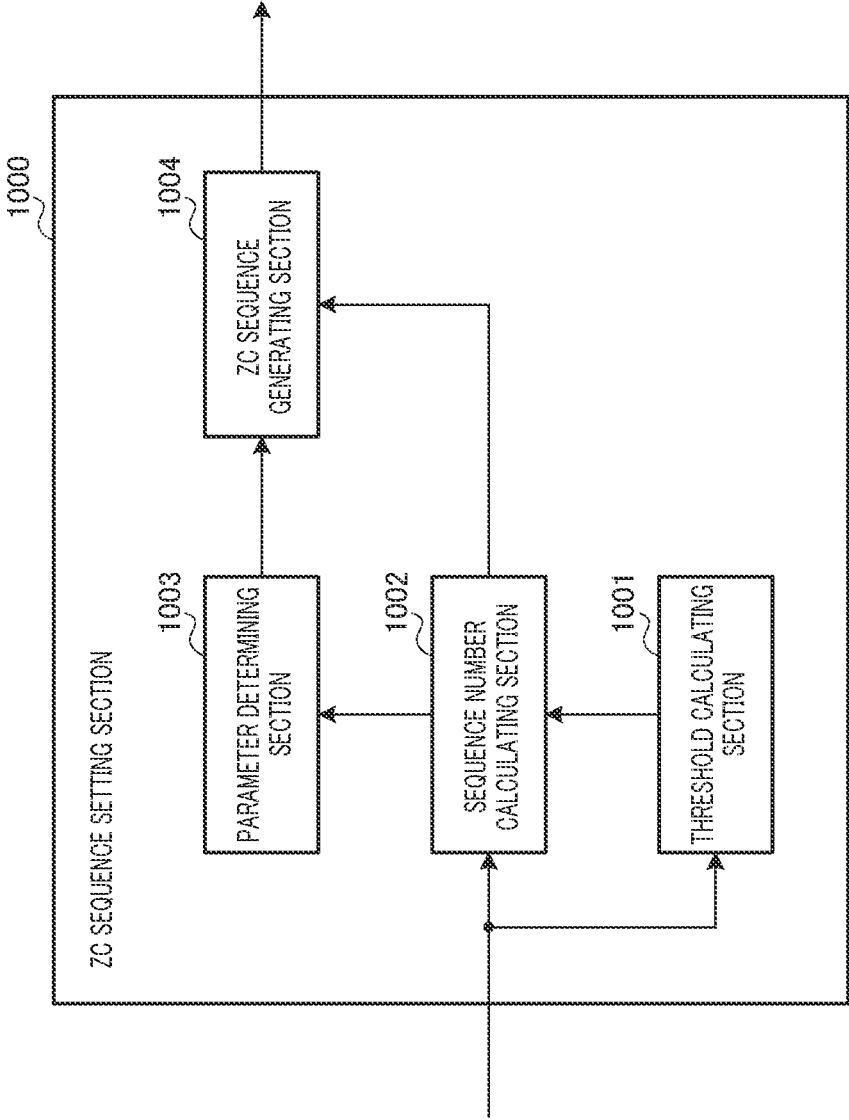 1000
ZC SEQUENCE SETTING SECTION
1003
PARAMETER DETERMINING
SECTION
1004
ZC SEQUENCE
GENERATING SECTION
1002
SEQUENCE NUMBER
CALCULATING SECTION
1001
THRESHOLD CALCULATING
SECTION